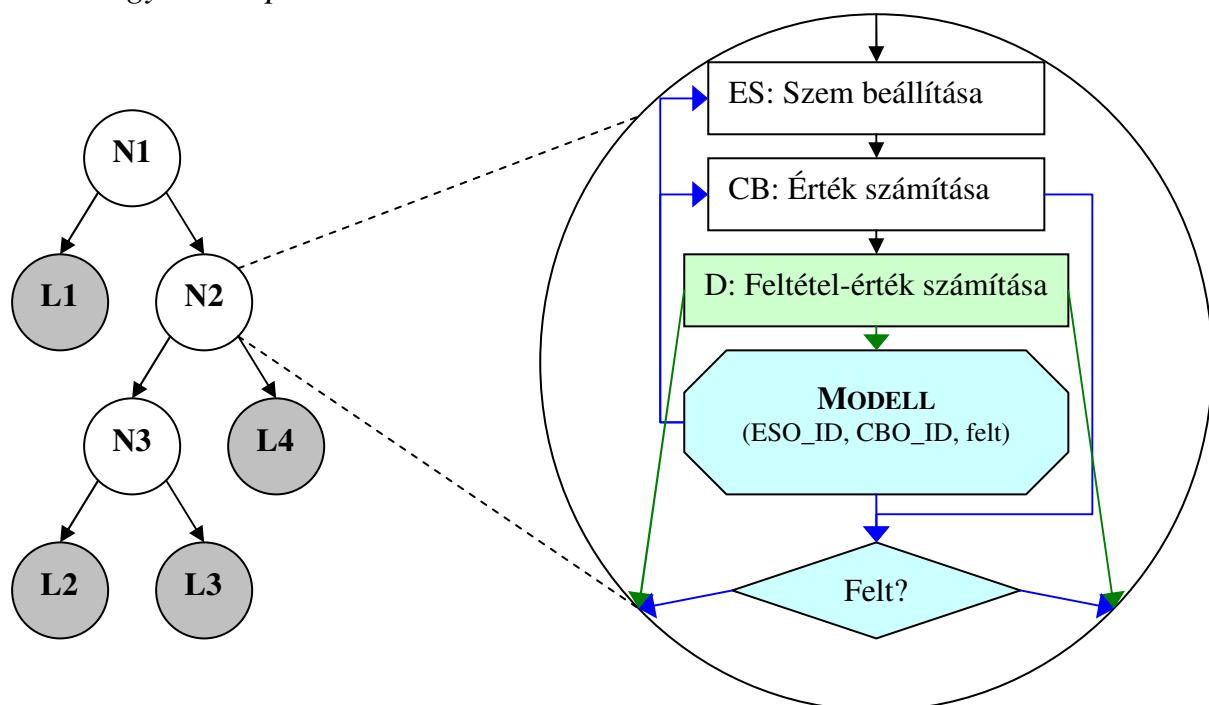 ES: Szem beállítása
N1
CB: Érték számítása
L1
N2
D: Feltétel-érték számítása
MODELL
(ESO_ID, CBO_ID, felt)
N3
L4
L2
L3
Felt?